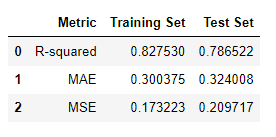 Metric Training Set Test Set
0 R-squared 0.827530 0.786522
1 MAE 0.300375 0.324008
2 MSE 0.173223 0.209717